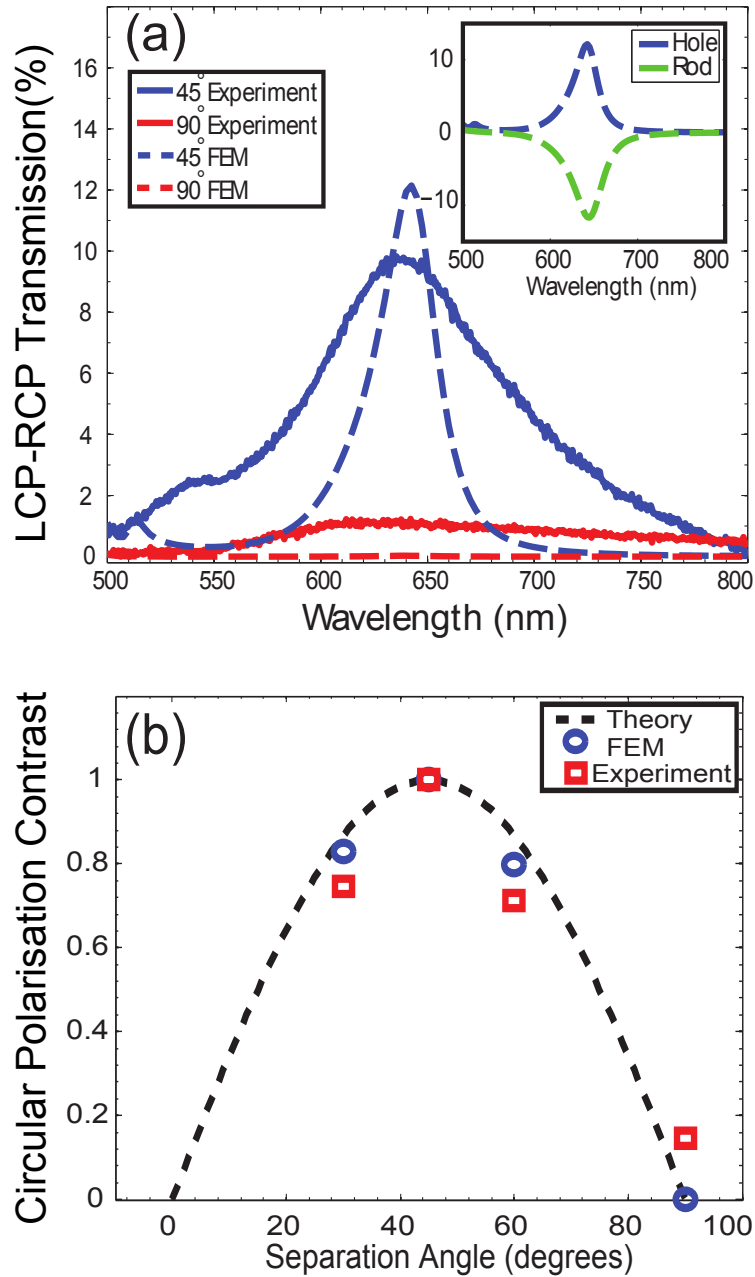 (a)
LCP-RCP Transmission(%)
16
14
12
10
8
6
4
2
0
45° Experiment
90° Experiment
45° FEM
90° FEM
500 550 600 650 700 750 800
Wavelength (nm)
Hole
Rod
10
0
−10
500 600 700 800
Wavelength (nm)
(b)
Circular Polarisation Contrast
1
0.8
0.6
0.4
0.2
0
Theory
FEM
Experiment
0 20 40 60 80 100
Separation Angle (degrees)